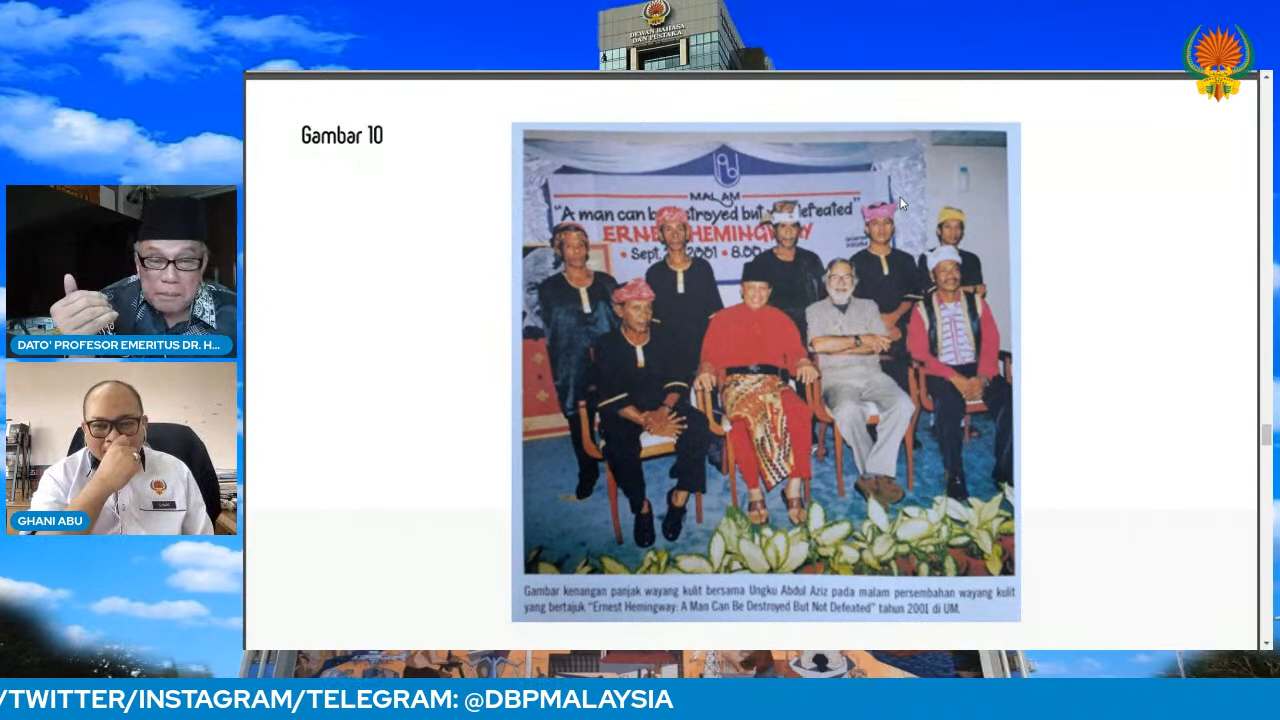 DEWAN BAHASA
DAN PUSTAKA
Gambar 10
MALAM
"A man can be destroyed but not defeated"
ERNEST HEMINGWAY
• Sept. 2001 • 8.00
DATO' PROFESOR EMERITUS DR. H...
GHANI ABU
Gambar kenangan panjak wayang kulit bersama Ungku Abdul Aziz pada malam persembahan wayang kulit
yang bertajuk "Ernest Hemingway: A Man Can Be Destroyed But Not Defeated" tahun 2001 di UM.
/TWITTER/INSTAGRAM/TELEGRAM: @DBPMALAYSIA